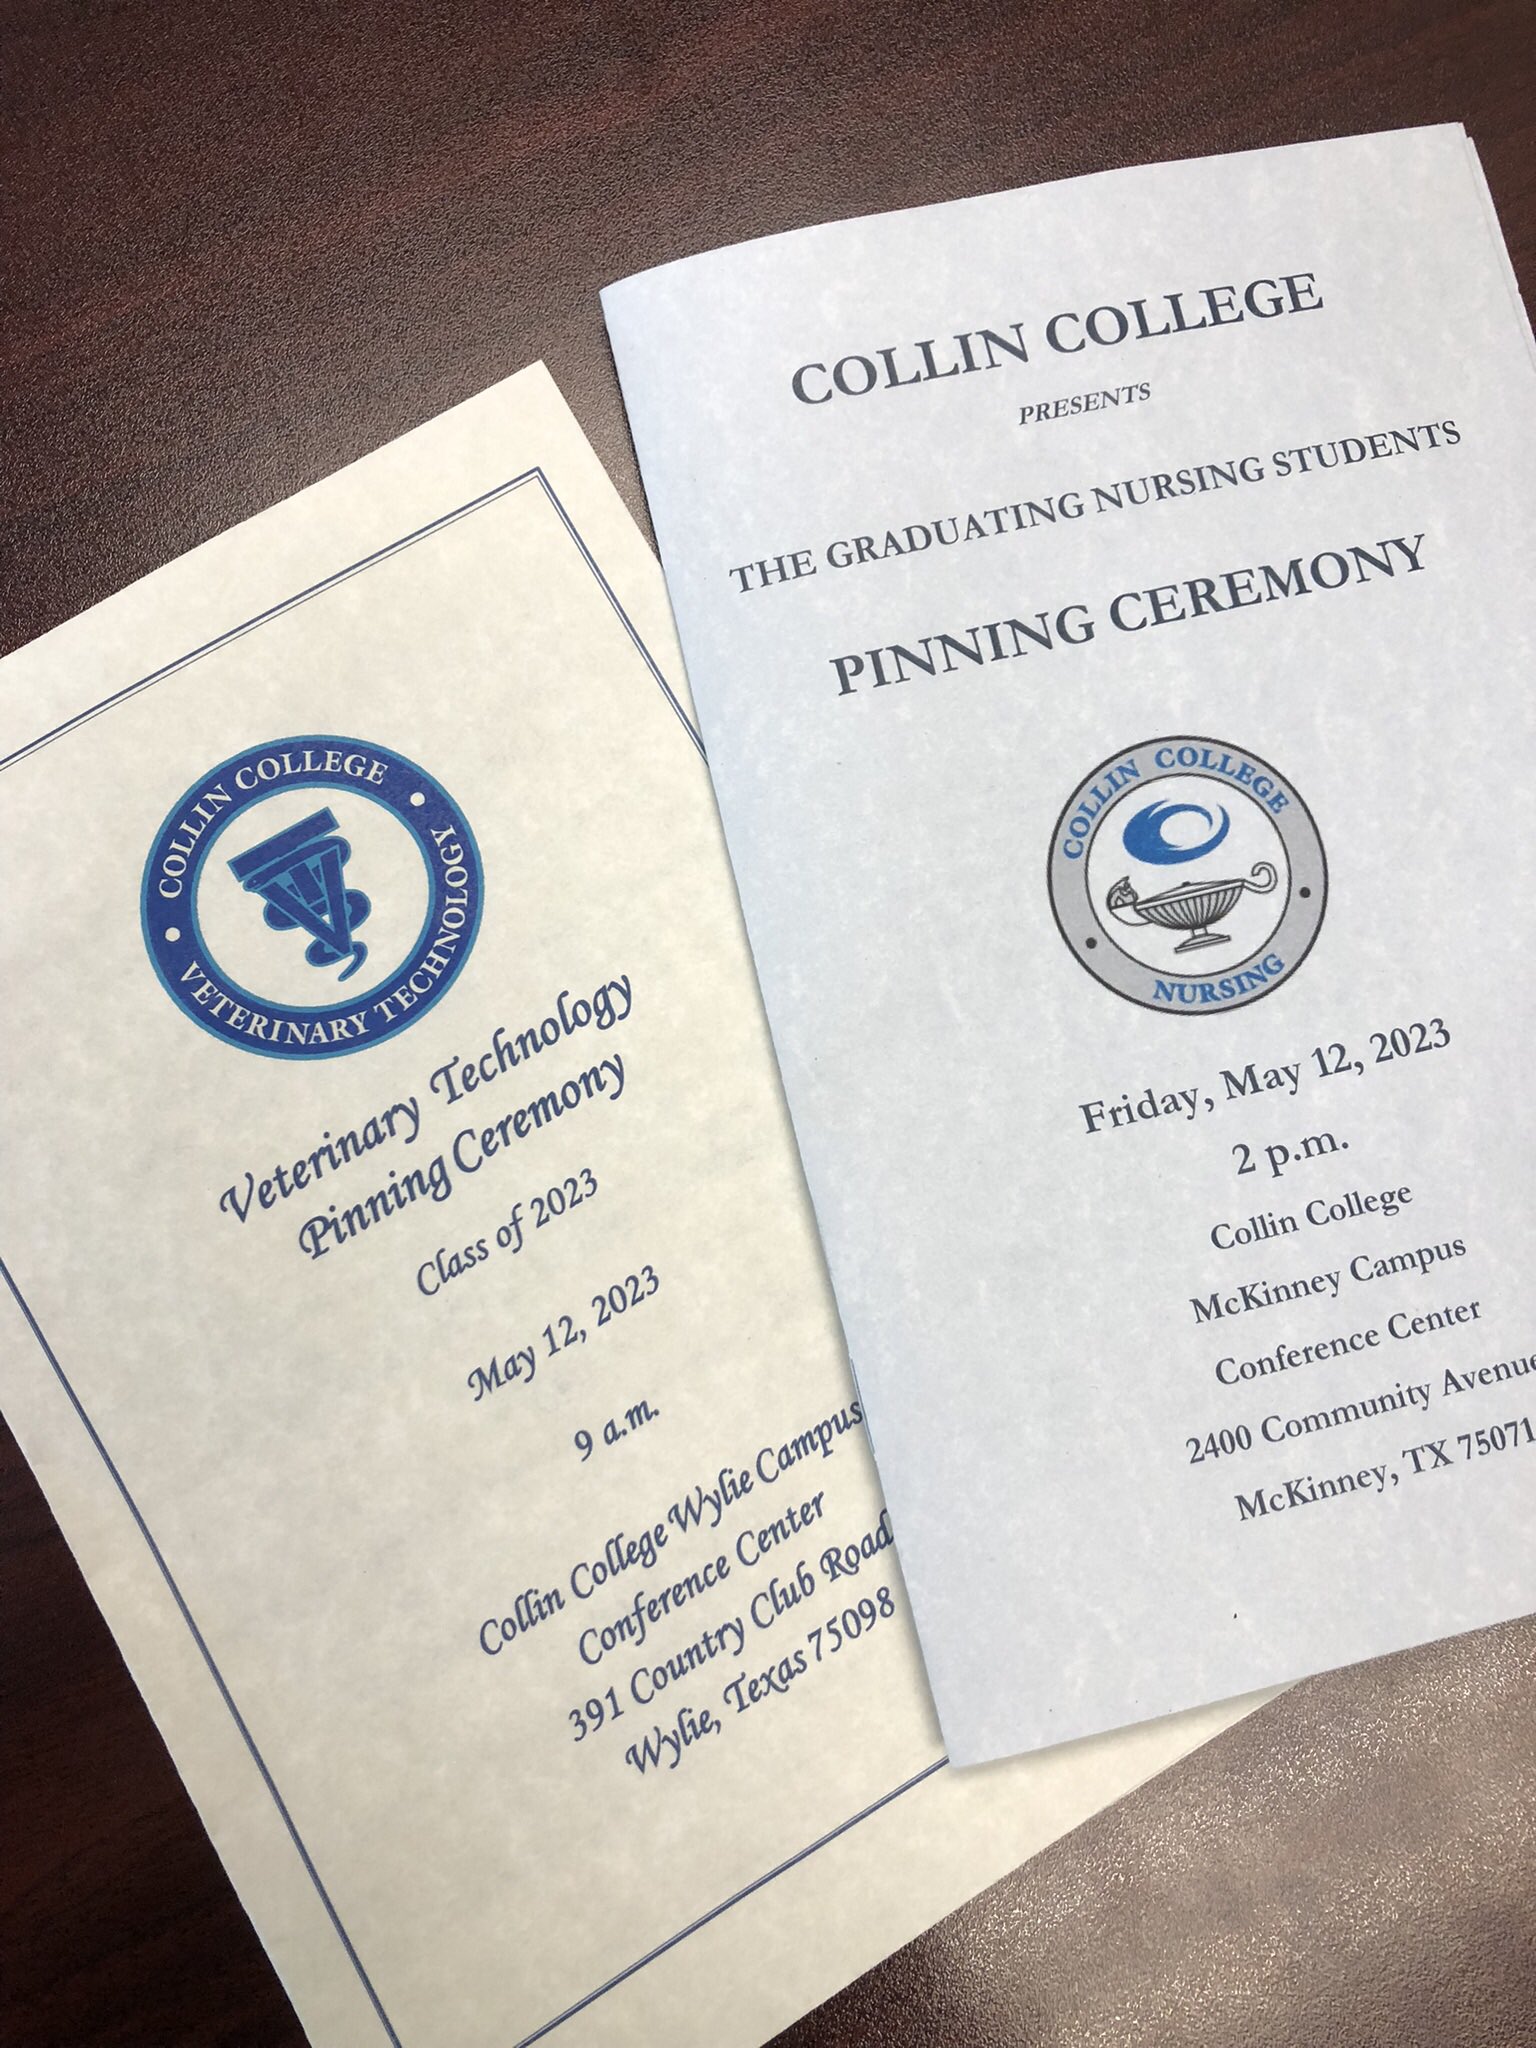 COLLIN COLLEGE
VETERINARY TECHNOLOGY
Veterinary Technology
Pinning Ceremony
Class of 2023
May 12, 2023
9 a.m.
Collin College Wylie Campus
Conference Center
391 Country Club Road
Wylie, Texas 75098
COLLIN COLLEGE
PRESENTS
THE GRADUATING NURSING STUDENTS
PINNING CEREMONY
COLLIN COLLEGE
NURSING
Friday, May 12, 2023
2 p.m.
Collin College
McKinney Campus
Conference Center
2400 Community Avenue
McKinney, TX 75071